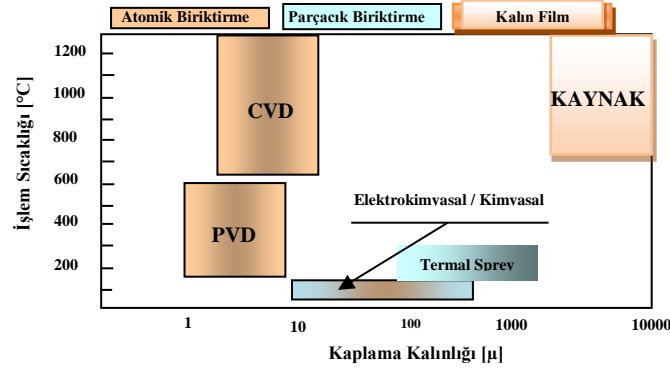 Atomik Biriktirme
Parçacık Biriktirme
Kalın Film
İşlem Sıcaklığı [°C]
1200
1000
800
600
400
200
CVD
KAYNAK
PVD
Elektrokimyasal / Kimyasal
Termal Sprey
1
10
100
1000
10000
Kaplama Kalınlığı [µ]